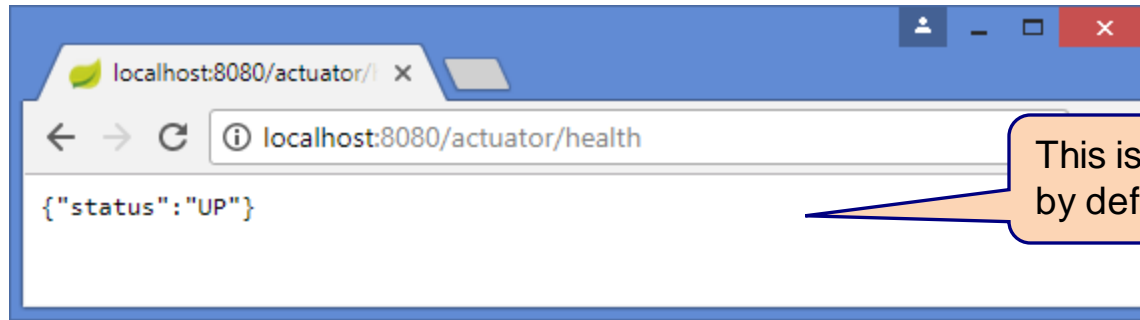 localhost:8080/actuator/
localhost:8080/actuator/health
This is
by def
{"status":"UP"}